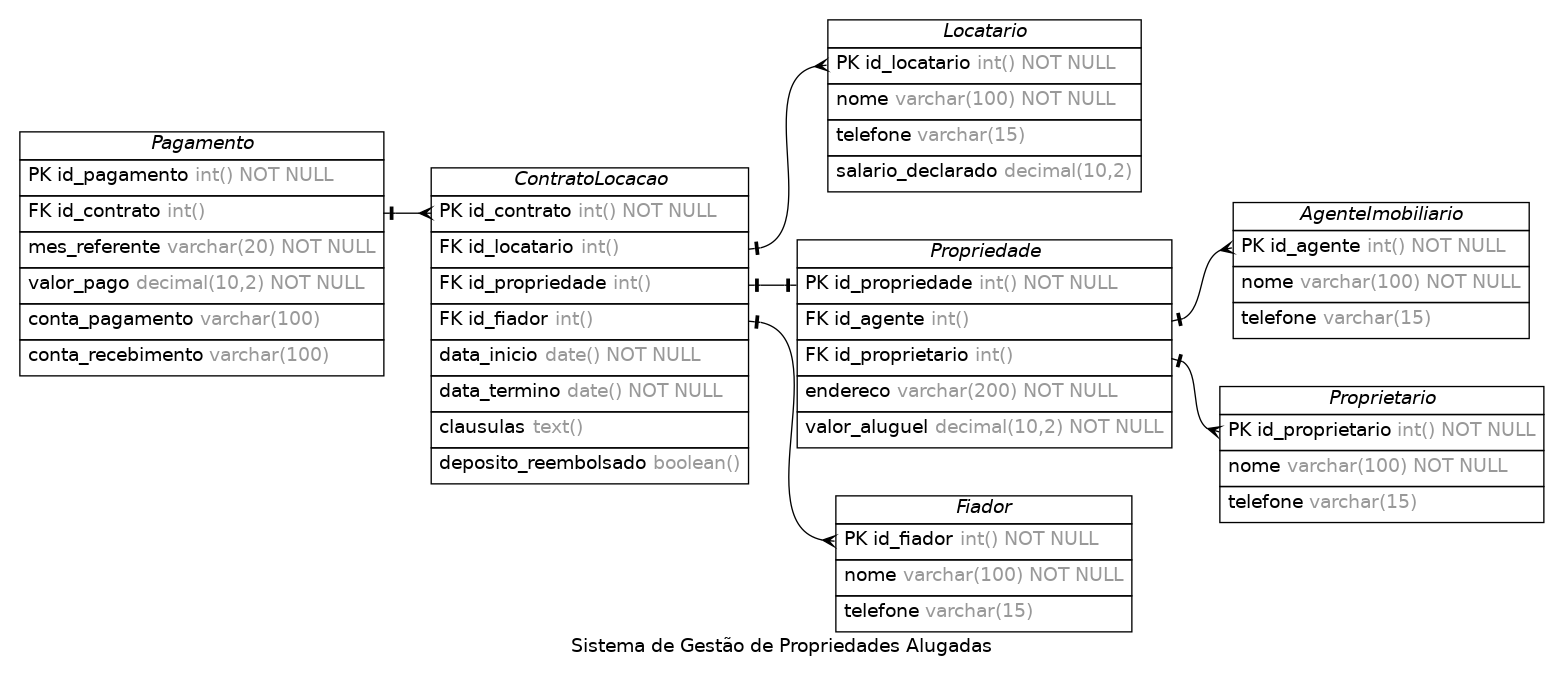 Pagamento
PK id_pagamento int() NOT NULL
FK id_contrato int()
mes_referente varchar(20) NOT NULL
valor_pago decimal(10,2) NOT NULL
conta_pagamento varchar(100)
conta_recebimento varchar(100)
ContratoLocacao
PK id_contrato int() NOT NULL
FK id_locatario int()
FK id_propriedade int()
FK id_fiador int()
data_inicio date() NOT NULL
data_termino date() NOT NULL
clausulas text()
deposito_reembolsado boolean()
Locatario
PK id_locatario int() NOT NULL
nome varchar(100) NOT NULL
telefone varchar(15)
salario_declarado decimal(10,2)
Propriedade
PK id_propriedade int() NOT NULL
FK id_agente int()
FK id_proprietario int()
endereco varchar(200) NOT NULL
valor_aluguel decimal(10,2) NOT NULL
Fiador
PK id_fiador int() NOT NULL
nome varchar(100) NOT NULL
telefone varchar(15)
AgenteImobiliario
PK id_agente int() NOT NULL
nome varchar(100) NOT NULL
telefone varchar(15)
Proprietario
PK id_proprietario int() NOT NULL
nome varchar(100) NOT NULL
telefone varchar(15)
Sistema de Gestão de Propriedades Alugadas